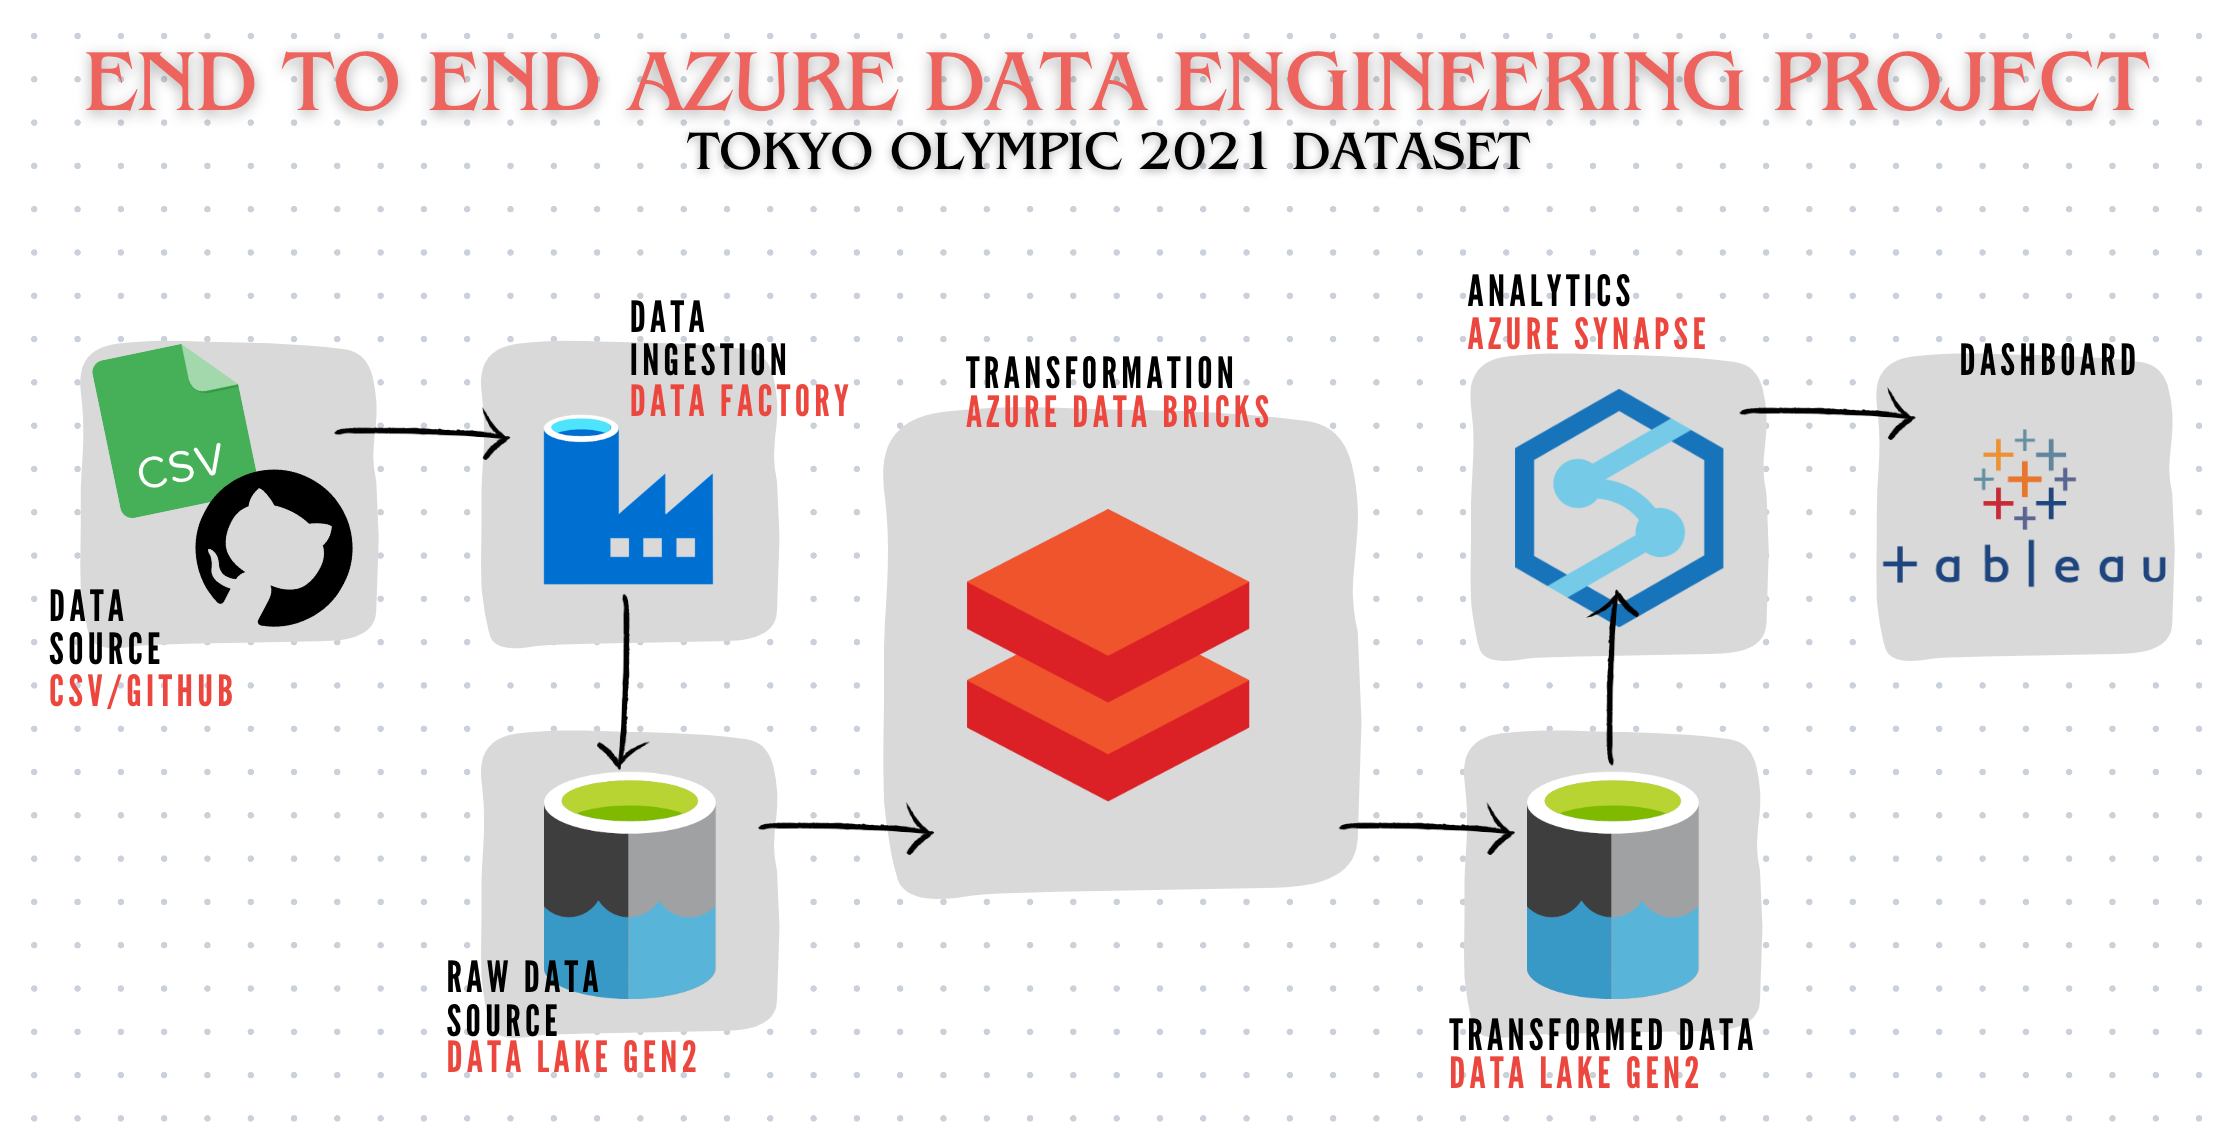 END TO END AZURE DATA ENGINEERING PROJECT
TOKYO OLYMPIC 2021 DATASET
CSV
DATA
SOURCE
CSV/GITHUB
DATA
INGESTION
DATA FACTORY
RAW DATA
SOURCE
DATA LAKE GEN2
TRANSFORMATION
AZURE DATA BRICKS
ANALYTICS
AZURE SYNAPSE
TRANSFORMED DATA
DATA LAKE GEN2
DASHBOARD
+ableau